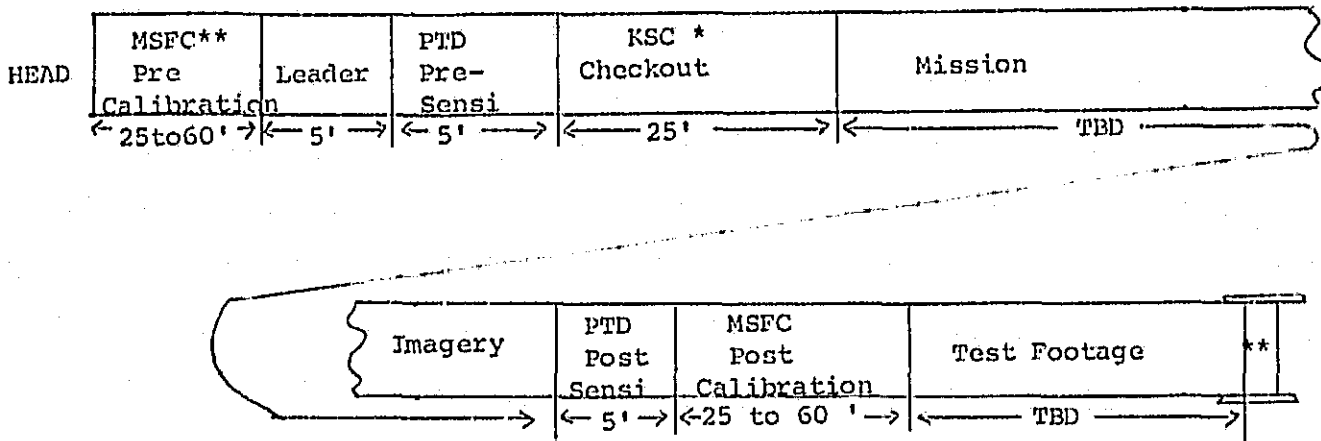 HEAD
MSFC**
Pre
Calibration
25to60'
Leader
5'
PTD
Pre-
Sensi
5'
KSC *
Checkout
25'
Mission
TBD
Imagery
PTD
Post
Sensi
5'
MSFC
Post
Calibration
25 to 60 '
Test Footage
TBD
**